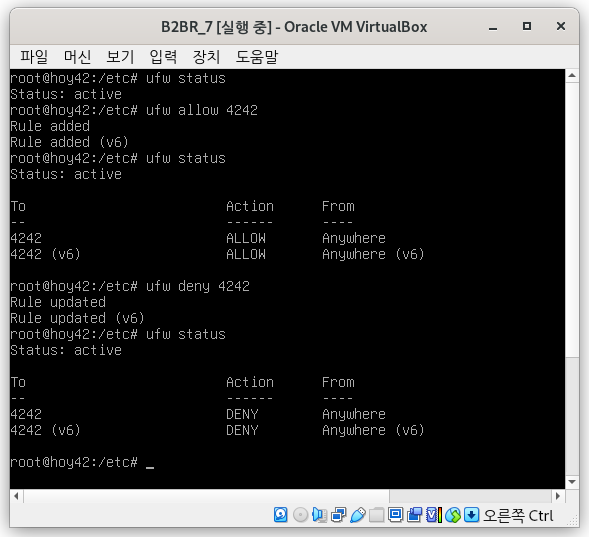 B2BR_7 [실행 중] - Oracle VM VirtualBox
파일 머신 보기 입력 장치 도움말
root@hoy42:/etc# ufw status
Status: active
root@hoy42:/etc# ufw allow 4242
Rule added
Rule added (v6)
root@hoy42:/etc# ufw status
Status: active
To Action From
-- ------ ----
4242 ALLOW Anywhere
4242 (v6) ALLOW Anywhere (v6)
root@hoy42:/etc# ufw deny 4242
Rule updated
Rule updated (v6)
root@hoy42:/etc# ufw status
Status: active
To Action From
-- ------ ----
4242 DENY Anywhere
4242 (v6) DENY Anywhere (v6)
root@hoy42:/etc# _
오른쪽 Ctrl